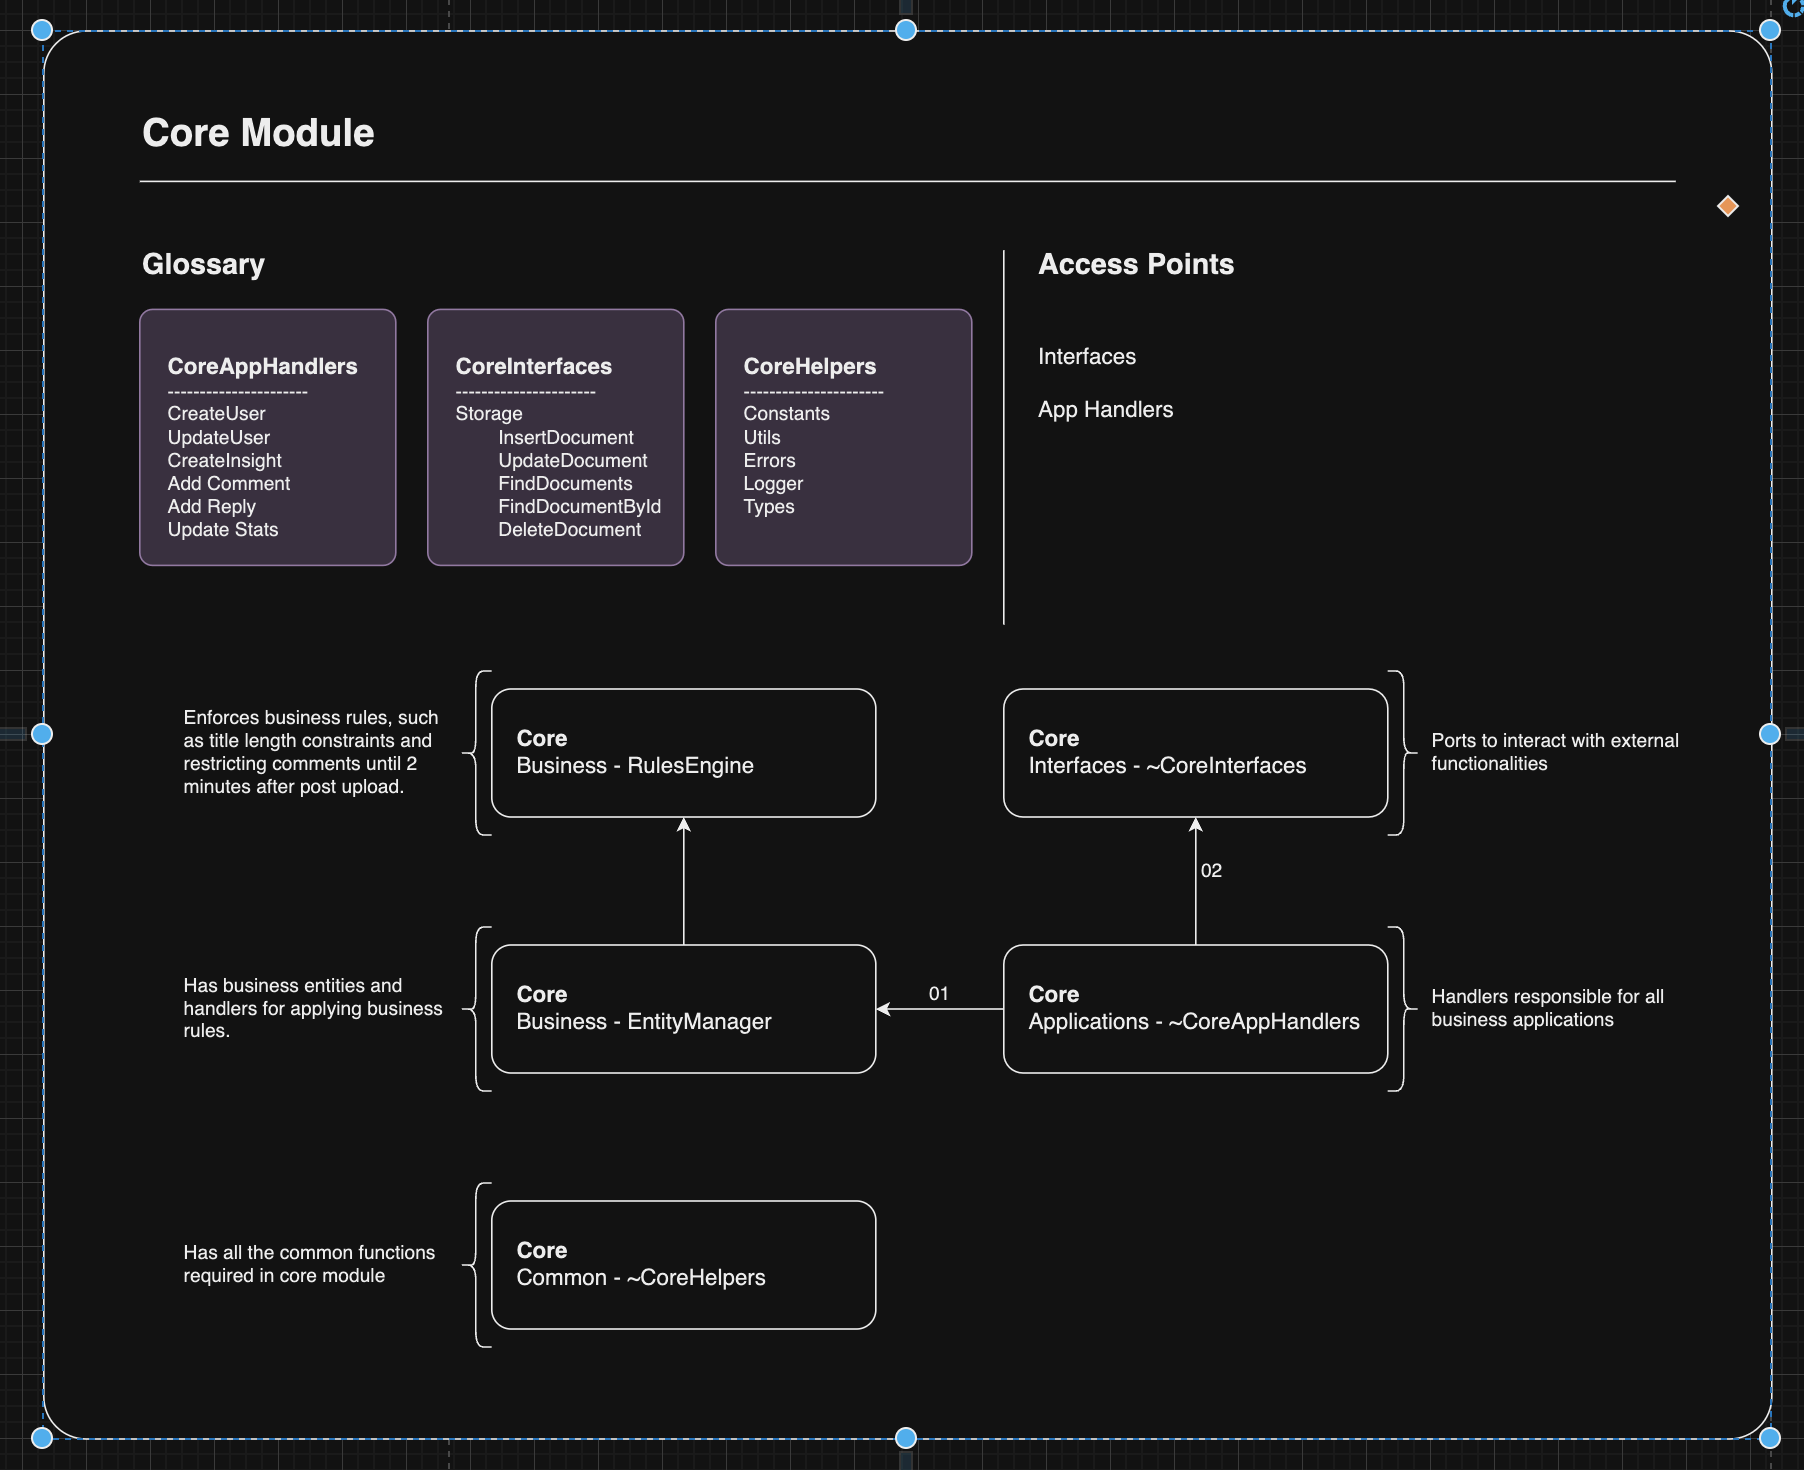 Core Module
Glossary
Access Points
CoreAppHandlers
----------------------
CreateUser
UpdateUser
CreateInsight
Add Comment
Add Reply
Update Stats
CoreInterfaces
----------------------
Storage
InsertDocument
UpdateDocument
FindDocuments
FindDocumentById
DeleteDocument
CoreHelpers
----------------------
Constants
Utils
Errors
Logger
Types
Interfaces
App Handlers
Enforces business rules, such
as title length constraints and
restricting comments until 2
minutes after post upload.
Core
Business - RulesEngine
Core
Interfaces - ~CoreInterfaces
Ports to interact with external
functionalities
02
Has business entities and
handlers for applying business
rules.
Core
Business - EntityManager
01
Core
Applications - ~CoreAppHandlers
Handlers responsible for all
business applications
Has all the common functions
required in core module
Core
Common - ~CoreHelpers